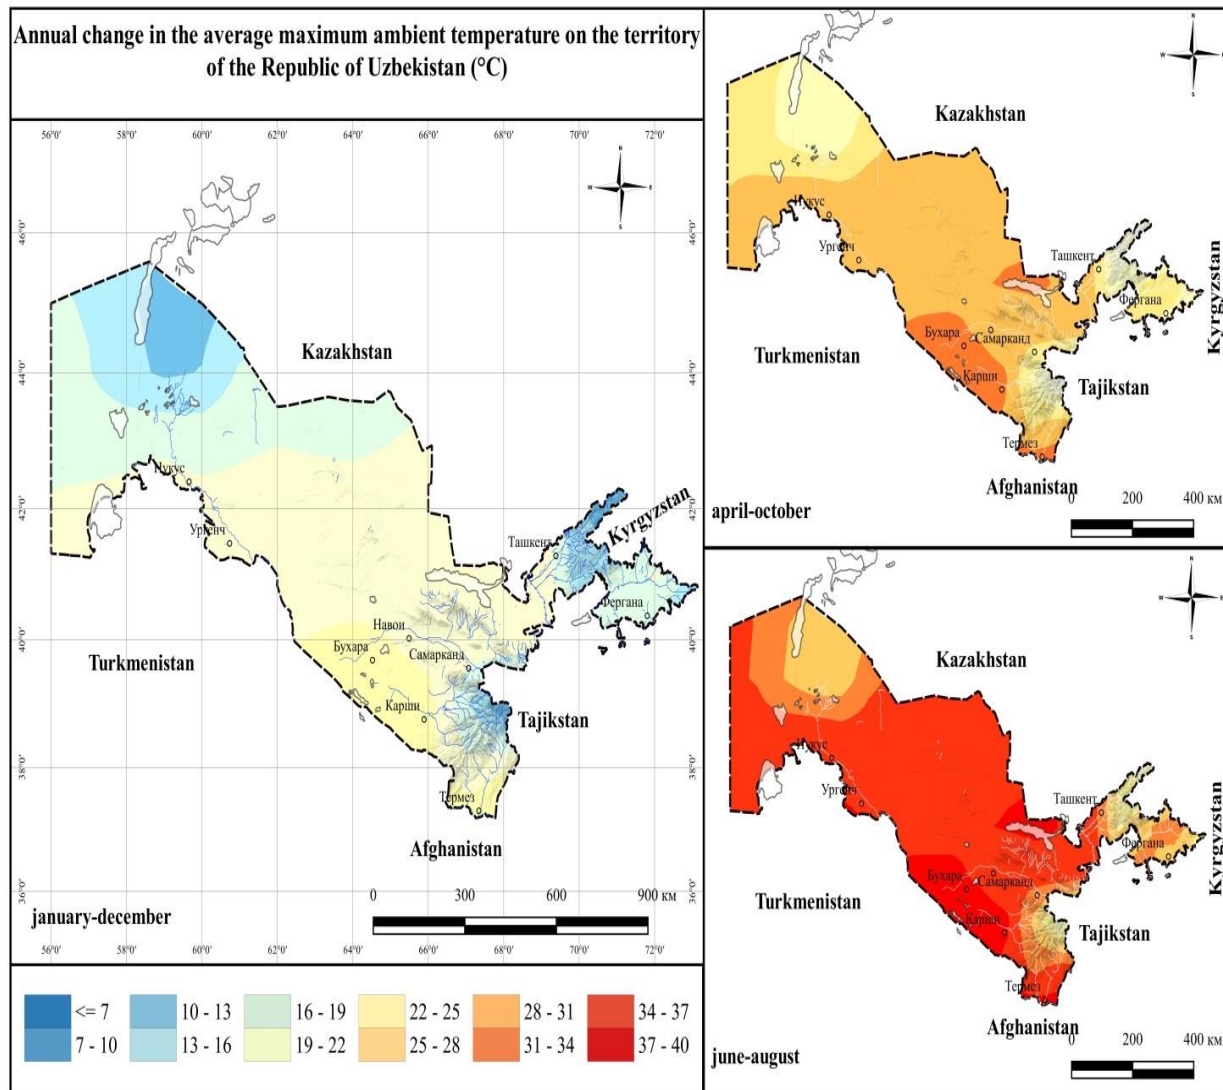 Annual change in the average maximum ambient temperature on the territory
of the Republic of Uzbekistan (°C)
56°0' 58°0' 60°0' 62°0' 64°0' 66°0' 68°0' 70°0' 72°0'
N
W E
S
46°0'
44°0'
42°0'
40°0'
38°0'
36°0'
Kazakhstan
Kyrgyzstan
Нукус
Ургенч
Ташкент
Фергана
Навои
Бухара
Самарканд
Turkmenistan
Карши
Tajikstan
Термез
Afghanistan
0 300 600 900 км
january-december
<= 7
7 - 10
10 - 13
13 - 16
16 - 19
19 - 22
22 - 25
25 - 28
28 - 31
31 - 34
34 - 37
37 - 40
N
W E
S
Kazakhstan
Нукус
Ургенч
Ташкент
Фергана
Kyrgyzstan
Бухара
Самарканд
Turkmenistan
Карши
Tajikstan
Термез
Afghanistan
april-october
0 200 400 км
N
W E
S
Kazakhstan
Нукус
Ургенч
Ташкент
Фергана
Kyrgyzstan
Бухара
Самарканд
Turkmenistan
Карши
Tajikstan
Термез
Afghanistan
june-august
0 200 400 км